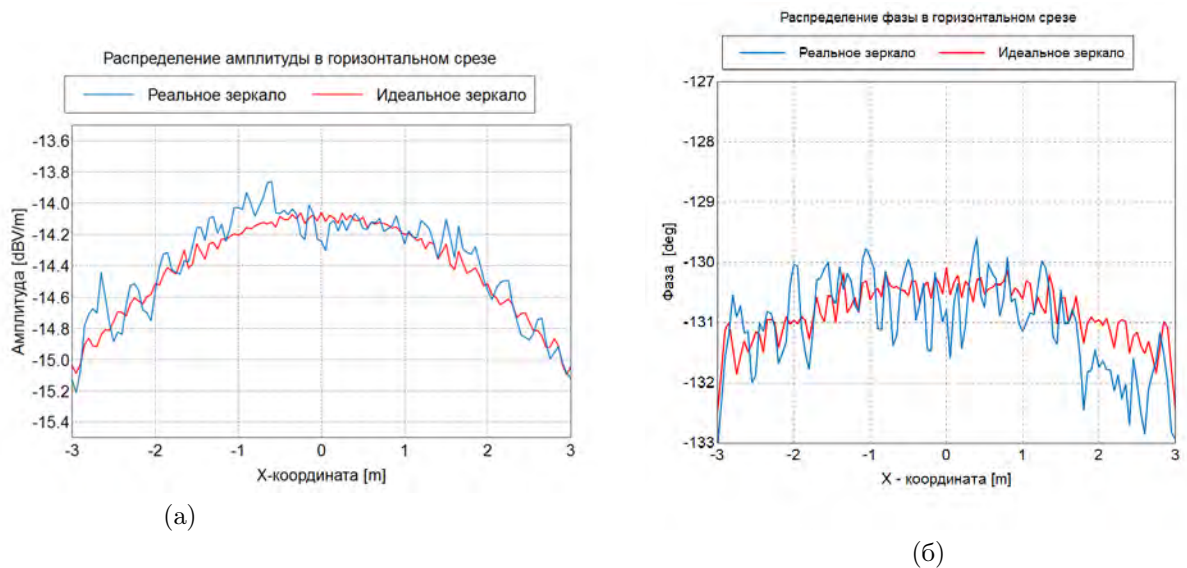 Распределение амплитуды в горизонтальном срезе
Реальное зеркало Идеальное зеркало
Амплитуда [dBV/m]
-13.6
-13.8
-14.0
-14.2
-14.4
-14.6
-14.8
-15.0
-15.2
-15.4
-3 -2 -1 0 1 2 3
X-координата [m]
(а)
Распределение фазы в горизонтальном срезе
Реальное зеркало Идеальное зеркало
Фаза [deg]
-127
-128
-129
-130
-131
-132
-133
-3 -2 -1 0 1 2 3
X - координата [m]
(б)